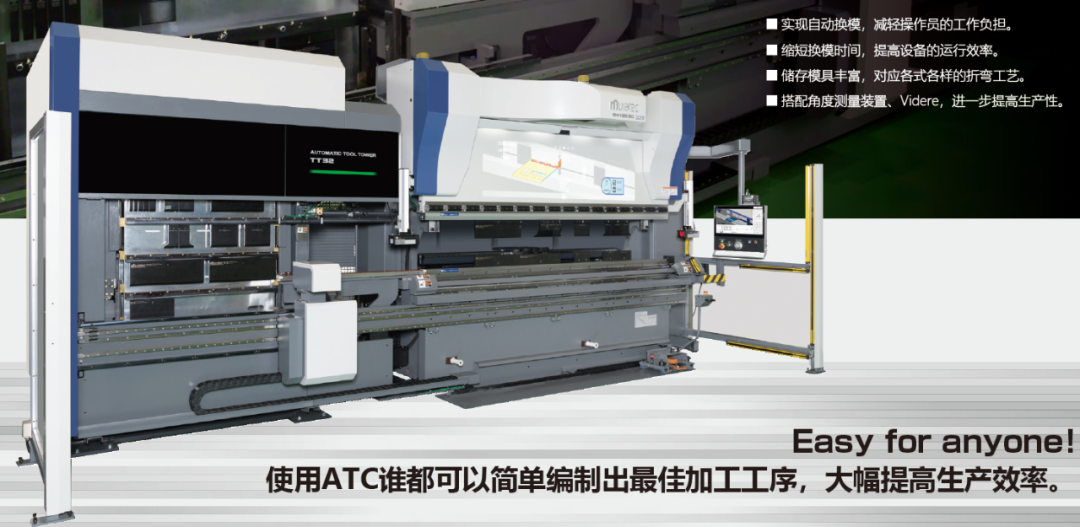 ■ 实现自动换模，减轻操作员的工作负担。
■ 缩短换模时间，提高设备的运行效率。
■ 储存模具丰富，对应各式各样的折弯工艺。
■ 搭配角度测量装置、Videre，进一步提高生产性。
muratec
AUTOMATIC TOOL TOWER
TT32
Easy for anyone!
使用ATC谁都可以简单编制出最佳加工工序，大幅提高生产效率。